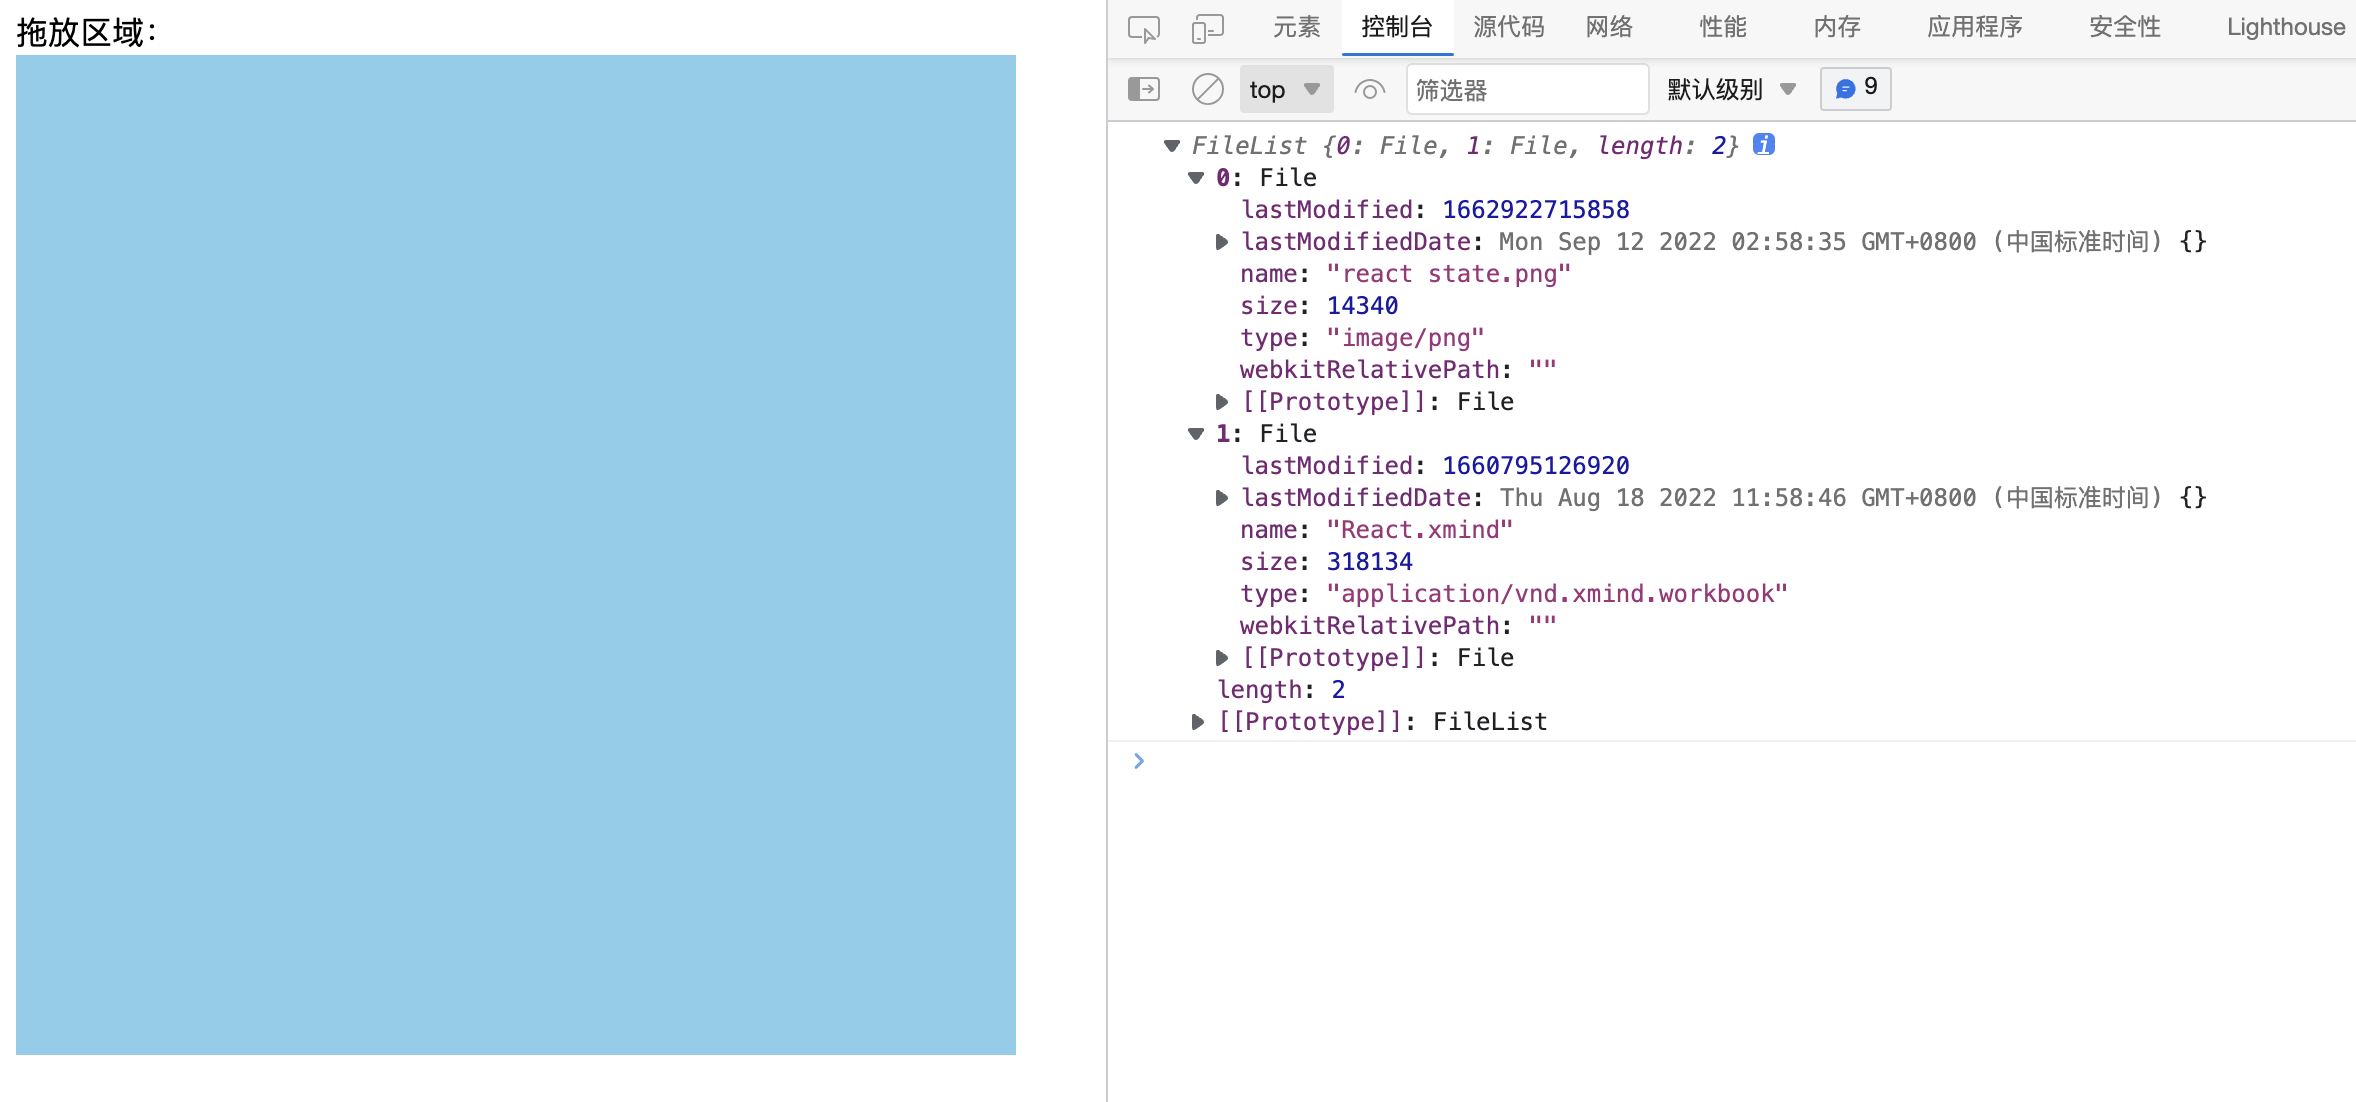 拖放区域：
元素 控制台 源代码 网络 性能 内存 应用程序 安全性 Lighthouse
top 筛选器 默认级别 9
FileList {0: File, 1: File, length: 2} i
0: File
lastModified: 1662922715858
lastModifiedDate: Mon Sep 12 2022 02:58:35 GMT+0800 (中国标准时间) {}
name: "react state.png"
size: 14340
type: "image/png"
webkitRelativePath: ""
[[Prototype]]: File
1: File
lastModified: 1660795126920
lastModifiedDate: Thu Aug 18 2022 11:58:46 GMT+0800 (中国标准时间) {}
name: "React.xmind"
size: 318134
type: "application/vnd.xmind.workbook"
webkitRelativePath: ""
[[Prototype]]: File
length: 2
[[Prototype]]: FileList